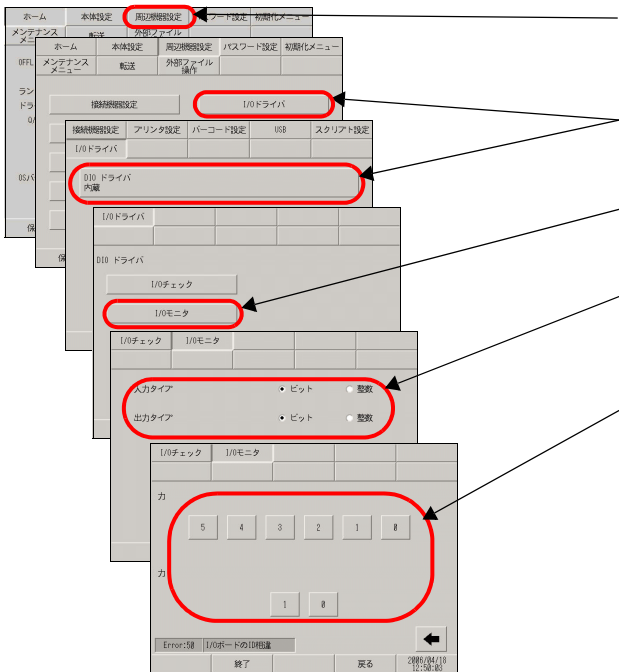 ホーム 本体設定 周辺機器設定 パスワード設定 初期化メニュー
メンテナンス 転送 外部ファイル
メニ
OFFL
ラン
ドラ
Q/
OSバ
保
ホーム 本体設定 周辺機器設定 パスワード設定 初期化メニュー
メンテナンス
メニュー 転送 外部ファイル
操作
接続機器設定 I/Oドライバ
保
接続機器設定 プリンタ設定 バーコード設定 USB スクリプト設定
I/Oドライバ
DIO ドライバ
内蔵
I/Oドライバ
DIO ドライバ
I/Oチェック
I/Oモニタ
I/Oチェック I/Oモニタ
入力タイプ ビット 整数
出力タイプ ビット 整数
I/Oチェック I/Oモニタ
力
5 4 3 2 1 0
力
1 0
Error:50 I/OボードのID相違
終了 戻る 2006/04/18
12:50:03